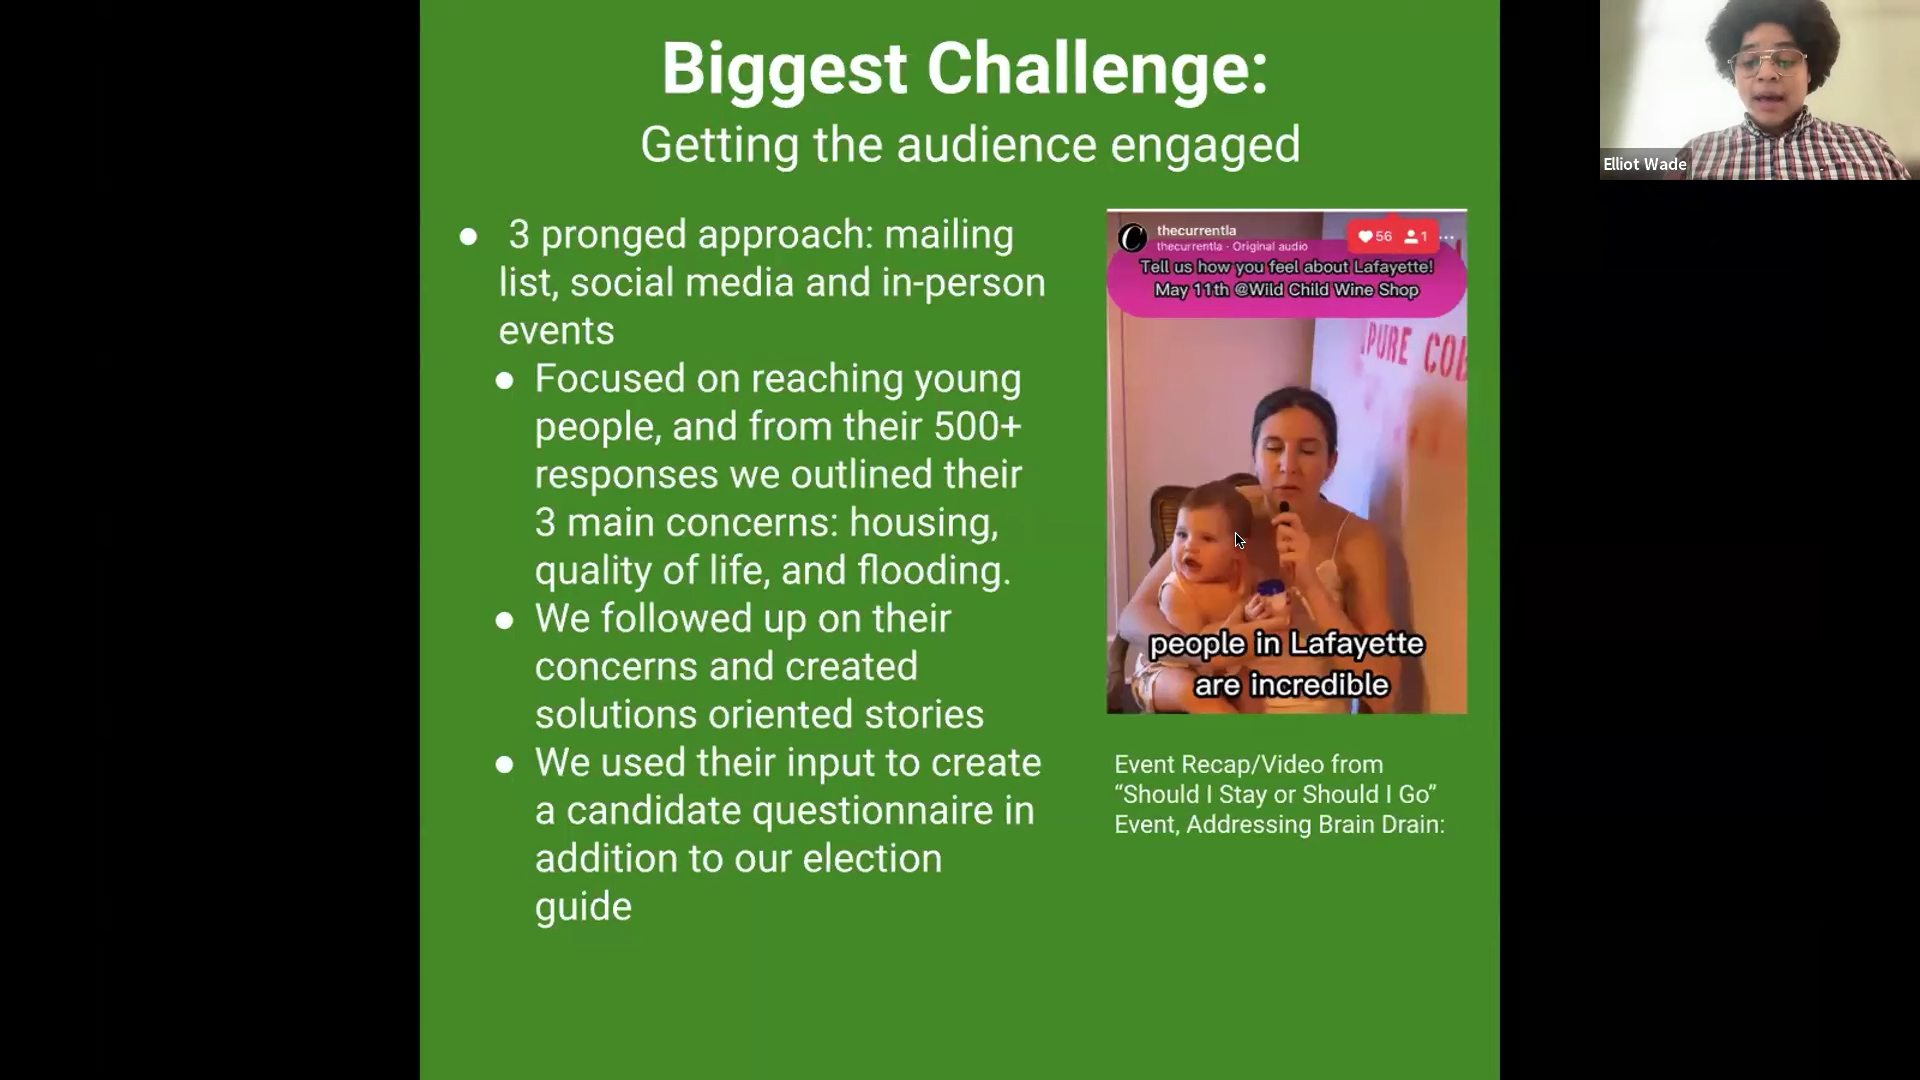 Biggest Challenge:
Getting the audience engaged
● 3 pronged approach: mailing
list, social media and in-person
events
● Focused on reaching young
people, and from their 500+
responses we outlined their
3 main concerns: housing,
quality of life, and flooding.
● We followed up on their
concerns and created
solutions oriented stories
● We used their input to create
a candidate questionnaire in
addition to our election
guide
C
thecurrentla
thecurrentla · Original audio
56 1 ...
Tell us how you feel about Lafayette!
May 11th @Wild Child Wine Shop
PURE
people in Lafayette
are incredible
Event Recap/Video from
“Should I Stay or Should I Go”
Event, Addressing Brain Drain:
Elliot Wade